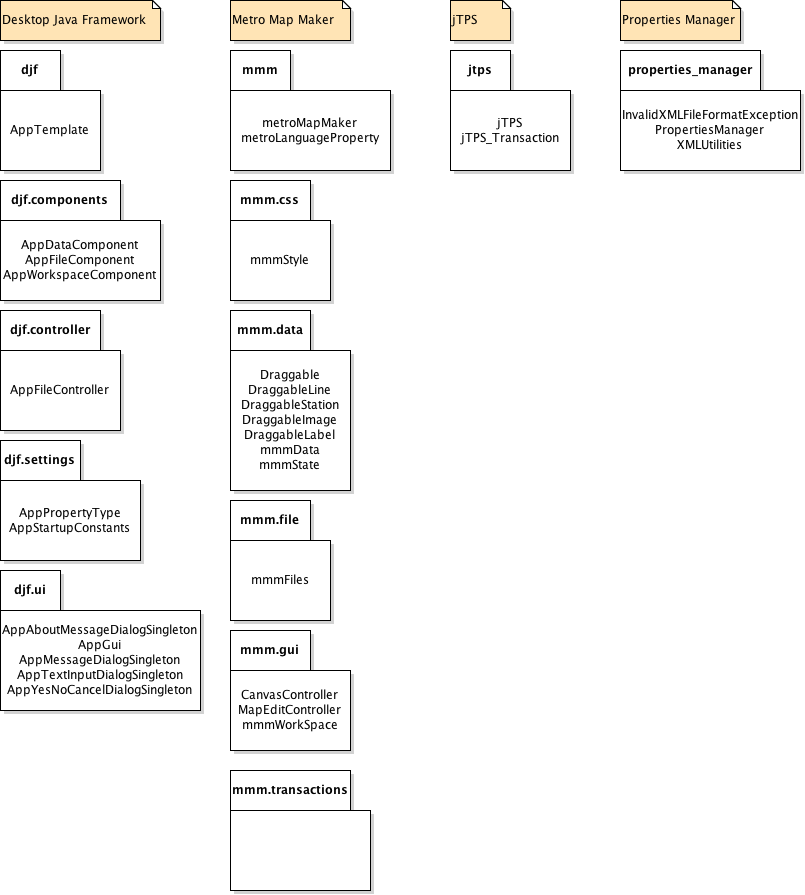 Desktop Java Framework
djf
AppTemplate
djf.components
AppDataComponent
AppFileComponent
AppWorkspaceComponent
djf.controller
AppFileController
djf.settings
AppPropertyType
AppStartupConstants
djf.ui
AppAboutMessageDialogSingleton
AppGui
AppMessageDialogSingleton
AppTextInputDialogSingleton
AppYesNoCancelDialogSingleton
Metro Map Maker
mmm
metroMapMaker
metroLanguageProperty
mmm.css
mmmStyle
mmm.data
Draggable
DraggableLine
DraggableStation
DraggableImage
DraggableLabel
mmmData
mmmState
mmm.file
mmmFiles
mmm.gui
CanvasController
MapEditController
mmmWorkSpace
mmm.transactions
jTPS
jtps
jTPS
jTPS_Transaction
Properties Manager
properties_manager
InvalidXMLFileFormatException
PropertiesManager
XMLUtilities